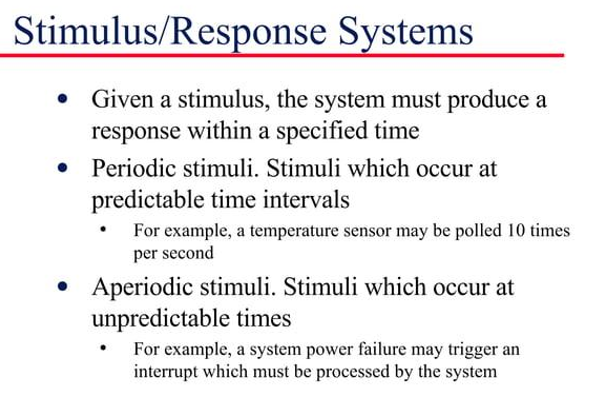 Stimulus/Response Systems
• Given a stimulus, the system must produce a
response within a specified time
• Periodic stimuli. Stimuli which occur at
predictable time intervals
• For example, a temperature sensor may be polled 10 times
per second
• Aperiodic stimuli. Stimuli which occur at
unpredictable times
• For example, a system power failure may trigger an
interrupt which must be processed by the system